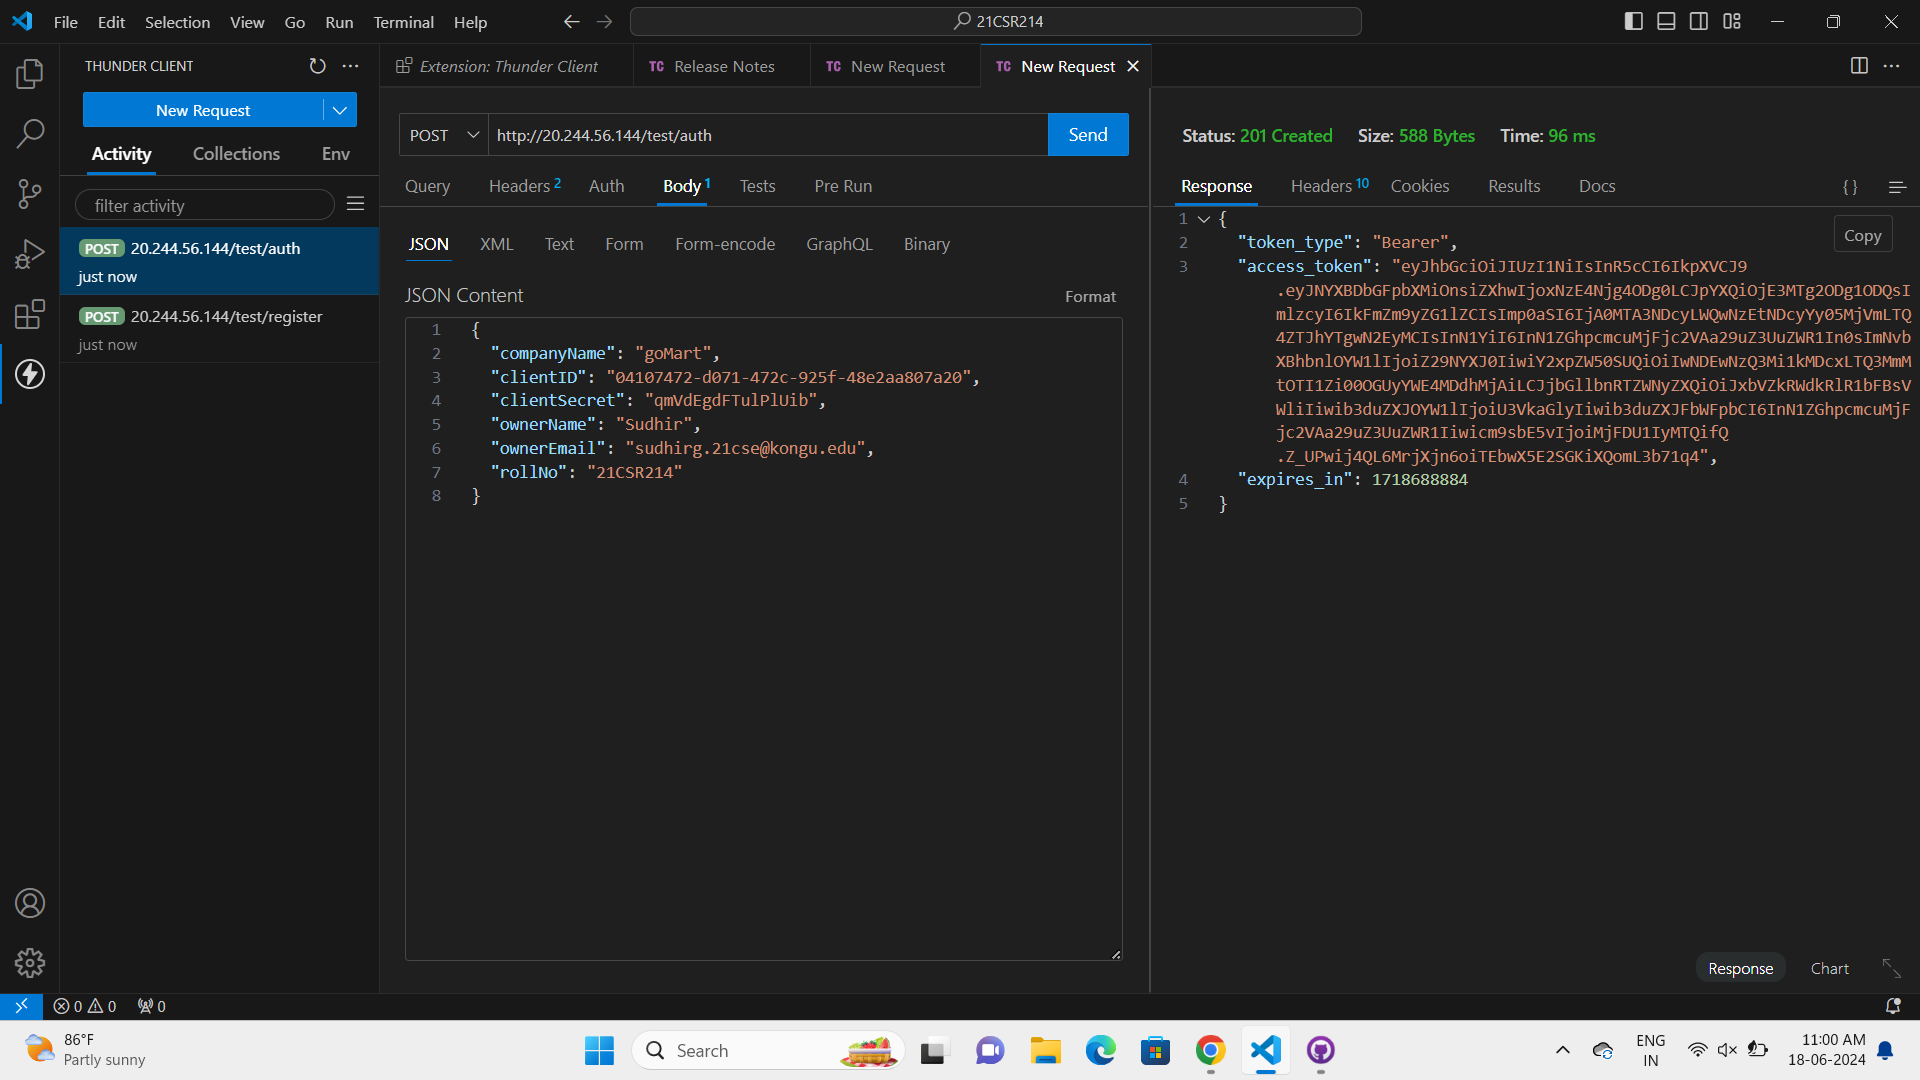 File Edit Selection View Go Run Terminal Help
21CSR214
THUNDER CLIENT
New Request
Activity Collections Env
filter activity
POST 20.244.56.144/test/auth
just now
POST 20.244.56.144/test/register
just now
Extension: Thunder Client
TC Release Notes
TC New Request
TC New Request
POST http://20.244.56.144/test/auth Send
Query Headers 2 Auth Body 1 Tests Pre Run
JSON XML Text Form Form-encode GraphQL Binary
JSON Content Format
1 {
2 "companyName": "goMart",
3 "clientID": "04107472-d071-472c-925f-48e2aa807a20",
4 "clientSecret": "qmVdEgdFTulPlUib",
5 "ownerName": "Sudhir",
6 "ownerEmail": "sudhirg.21cse@kongu.edu",
7 "rollNo": "21CSR214"
8 }
Status: 201 Created Size: 588 Bytes Time: 96 ms
Response Headers 10 Cookies Results Docs { }
Copy
1 {
2 "token_type": "Bearer",
3 "access_token": "eyJhbGciOiJIUzI1NiIsInR5cCI6IkpXVCJ9
.eyJNYXBDbGFpbXMiOnsiZXhwIjoxNzE4Njg4ODg0LCJpYXQiOjE3MTg2ODg1ODQsI
mlzcyI6IkFmZm9yZG1lZCIsImp0aSI6IjA0MTA3NDcyLWQwNzEtNDcyYy05MjVmLTQ
4ZTJhYTgwN2EyMCIsInN1YiI6InN1ZGhpcmcuMjFjc2VAa29uZ3UuZWR1In0sImNvb
XBhbnlOYW1lIjoiZ29NYXJ0IiwiY2xpZW50SUQiOiIwNDEwNzQ3Mi1kMDcxLTQ3MmM
tOTI1Zi00OGUyYWE4MDdhMjAiLCJjbGllbnRTZWNyZXQiOiJxbVZkRWdkRlR1bFBsV
WliIiwib3duZXJOYW1lIjoiU3VkaGlyIiwib3duZXJFbWFpbCI6InN1ZGhpcmcuMjF
jc2VAa29uZ3UuZWR1Iiwicm9sbE5vIjoiMjFDU1IyMTQifQ
.Z_UPwij4QL6MrjXjn6oiTEbwX5E2SGKiXQomL3b71q4",
4 "expires_in": 1718688884
5 }
Response Chart
0 0 0
86°F
Partly sunny
Search
ENG
IN
11:00 AM
18-06-2024